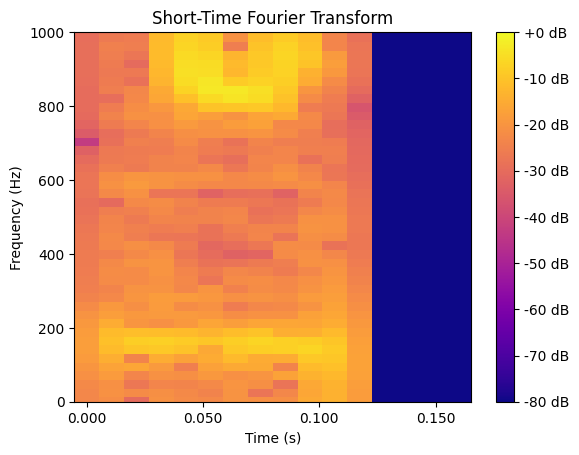 Short-Time Fourier Transform
1000
800
600
400
200
0
Frequency (Hz)
0.000
0.050
0.100
0.150
Time (s)
+0 dB
-10 dB
-20 dB
-30 dB
-40 dB
-50 dB
-60 dB
-70 dB
-80 dB